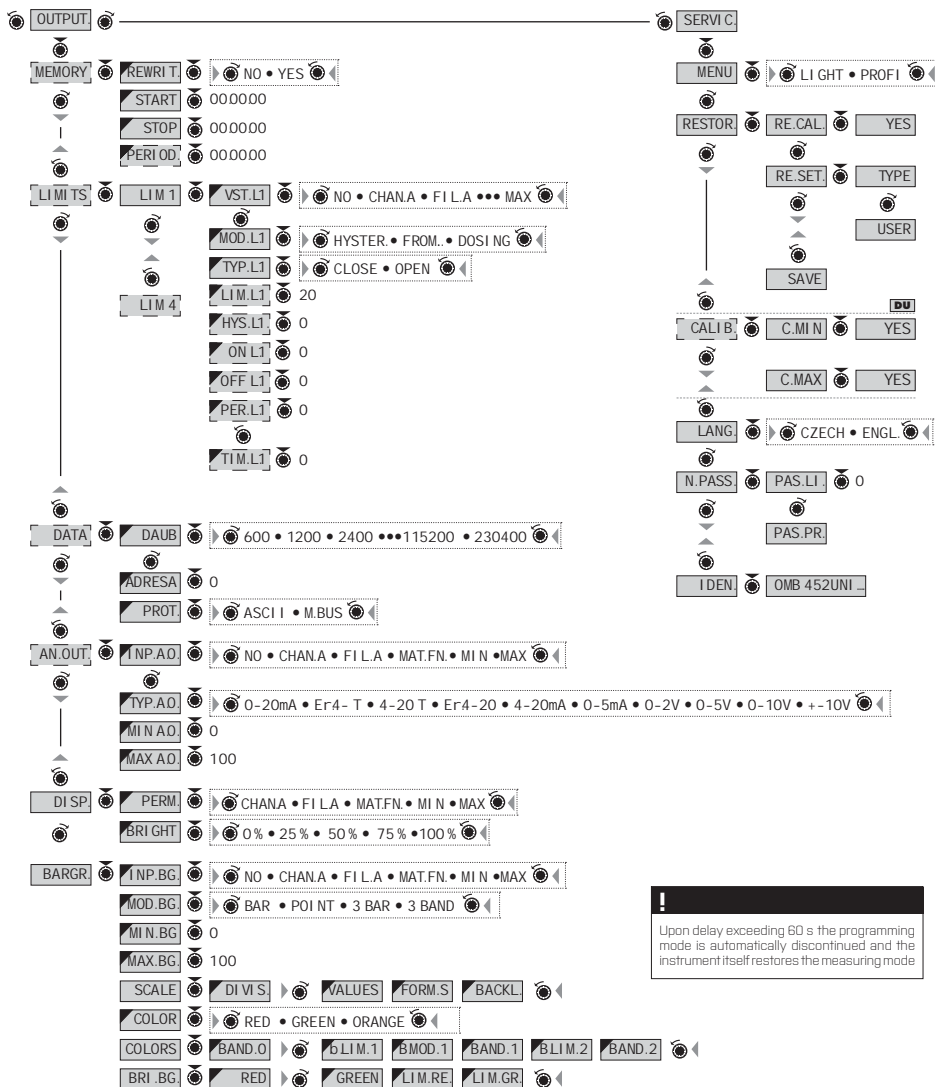 OUTPUT.
MEMORY REWRIT. NO • YES
START 00.00.00
STOP 00.00.00
PERIOD. 00.00.00
LIMITS LIM 1 VST.L1 NO • CHAN.A • FIL.A ••• MAX
MOD.L1 HYSTER. • FROM.. • DOSING
TYP.L1 CLOSE • OPEN
LIM 4 LIM.L1 20
HYS.L1 0
ON L1 0
OFF L1 0
PER.L1 0
TIM.L1 0
DATA DAUB 600 • 1200 • 2400 •••115200 • 230400
ADRESA 0
PROT. ASCII • M.BUS
AN.OUT. INP.A.O. NO • CHAN.A • FIL.A • MAT.FN. • MIN •MAX
TYP.A.O. 0-20mA • Er4- T • 4-20 T • Er4-20 • 4-20mA • 0-5mA • 0-2V • 0-5V • 0-10V • +-10V
MIN A.O. 0
MAX A.O. 100
DISP. PERM. CHAN.A • FIL.A • MAT.FN. • MIN •MAX
BRIGHT 0% • 25% • 50% • 75% •100%
BARGR. INP.BG. NO • CHAN.A • FIL.A • MAT.FN. • MIN •MAX
MOD.BG. BAR • POINT • 3 BAR • 3 BAND
MIN.BG 0
MAX.BG. 100
SCALE DIVIS. VALUES FORM.S BACKL.
COLOR RED • GREEN • ORANGE
COLORS BAND.0 bLIM.1 BMOD.1 BAND.1 BLIM.2 BAND.2
BRI.BG. RED GREEN LIM.RE. LIM.GR.
SERVIC.
MENU LIGHT • PROFI
RESTOR. RE.CAL. YES
RE.SET. TYPE
USER
SAVE
DU
CALIB. C.MIN YES
C.MAX YES
LANG. CZECH • ENGL.
N.PASS. PAS.LI. 0
PAS.PR.
IDEN. OMB 452UNI ...
!
Upon delay exceeding 60 s the programming
mode is automatically discontinued and the
instrument itself restores the measuring mode